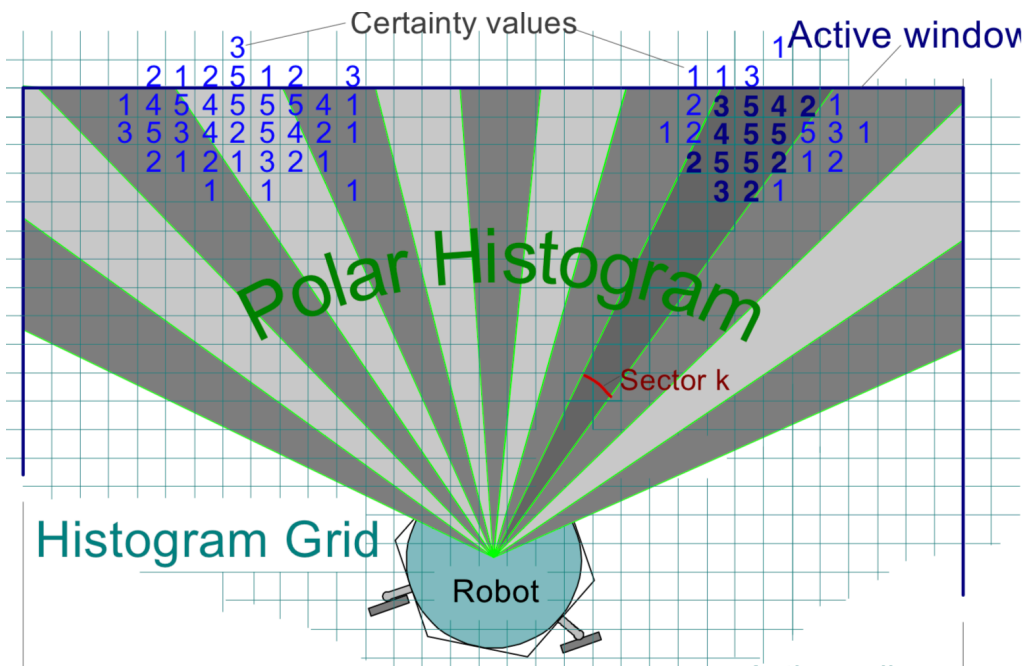 Certainty values
3
1
Active window
2 1 2 5 1 2 3
1 1 3
1 4 5 4 5 5 5 4 1
2 3 5 4 2 1
3 5 3 4 2 5 4 2 1
1 2 4 5 5 5 3 1
2 1 2 1 3 2 1
2 5 5 2 1 2
1 1 1
3 2 1
Polar Histogram
Sector k
Histogram Grid
Robot